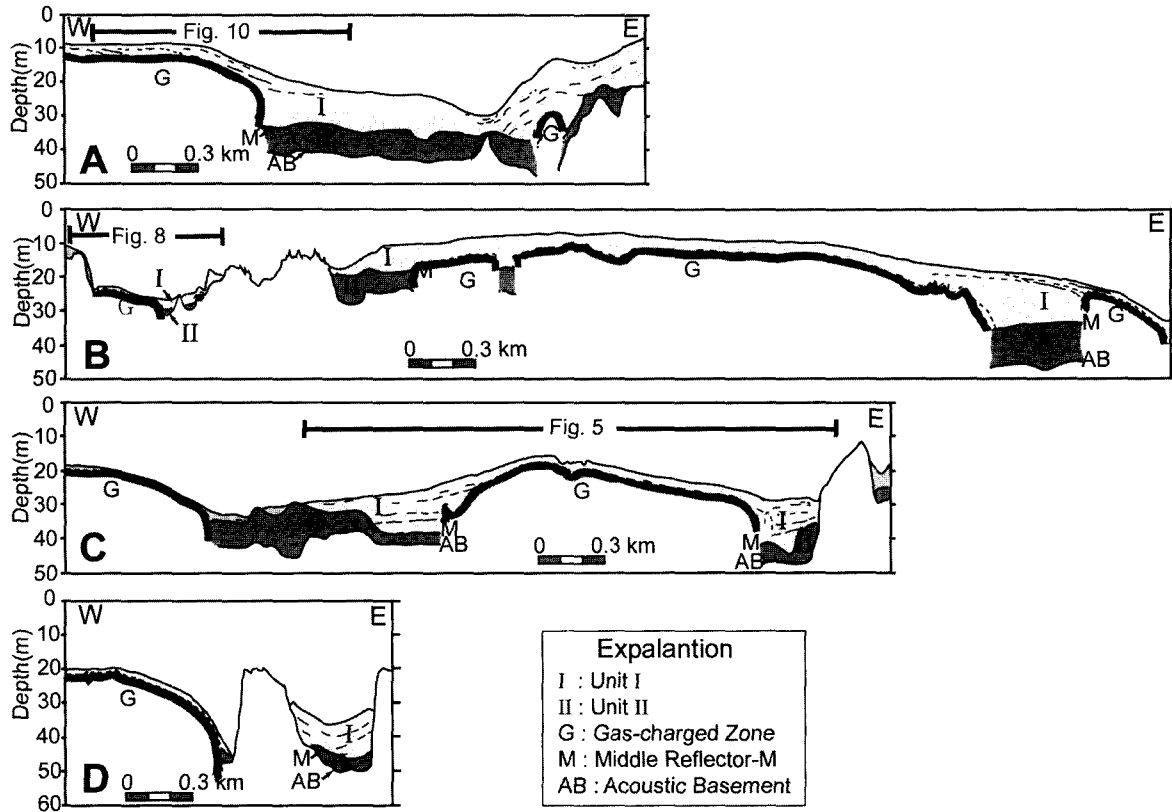 0 W Fig. 10 E
10
20
30
40
50
Depth(m)
G
I
M
AB
G
A 0 0.3 km
0 W Fig. 8 E
10
20
30
40
50
Depth(m)
I
G
II
I
II
M
G
G
I
M
G
AB
B 0 0.3 km
0 W Fig. 5 E
10
20
30
40
50
Depth(m)
G
I
M
AB
G
I
M
AB
C 0 0.3 km
0 W E
10
20
30
40
50
60
Depth(m)
G
I
M
AB
D 0 0.3 km
Expalantion
I : Unit I
II : Unit II
G : Gas-charged Zone
M : Middle Reflector-M
AB : Acoustic Basement